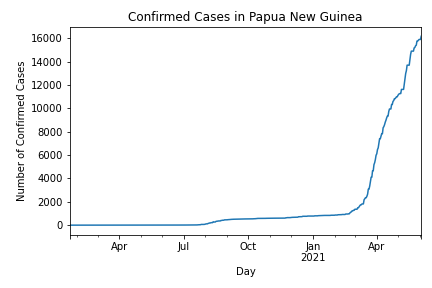 Confirmed Cases in Papua New Guinea
Number of Confirmed Cases
16000
14000
12000
10000
8000
6000
4000
2000
0
Apr Jul Oct Jan Apr
2021
Day